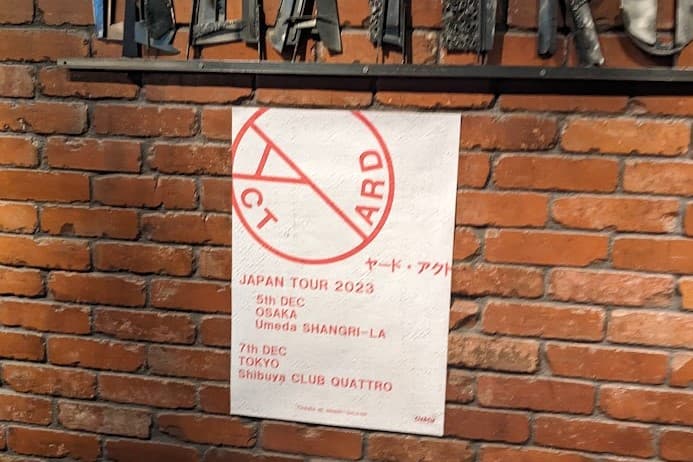 YARD
ACT
ヤード・アクト
JAPAN TOUR 2023
5th DEC
OSAKA
Umeda SHANGRI-LA
7th DEC
TOKYO
Shibuya CLUB QUATTRO